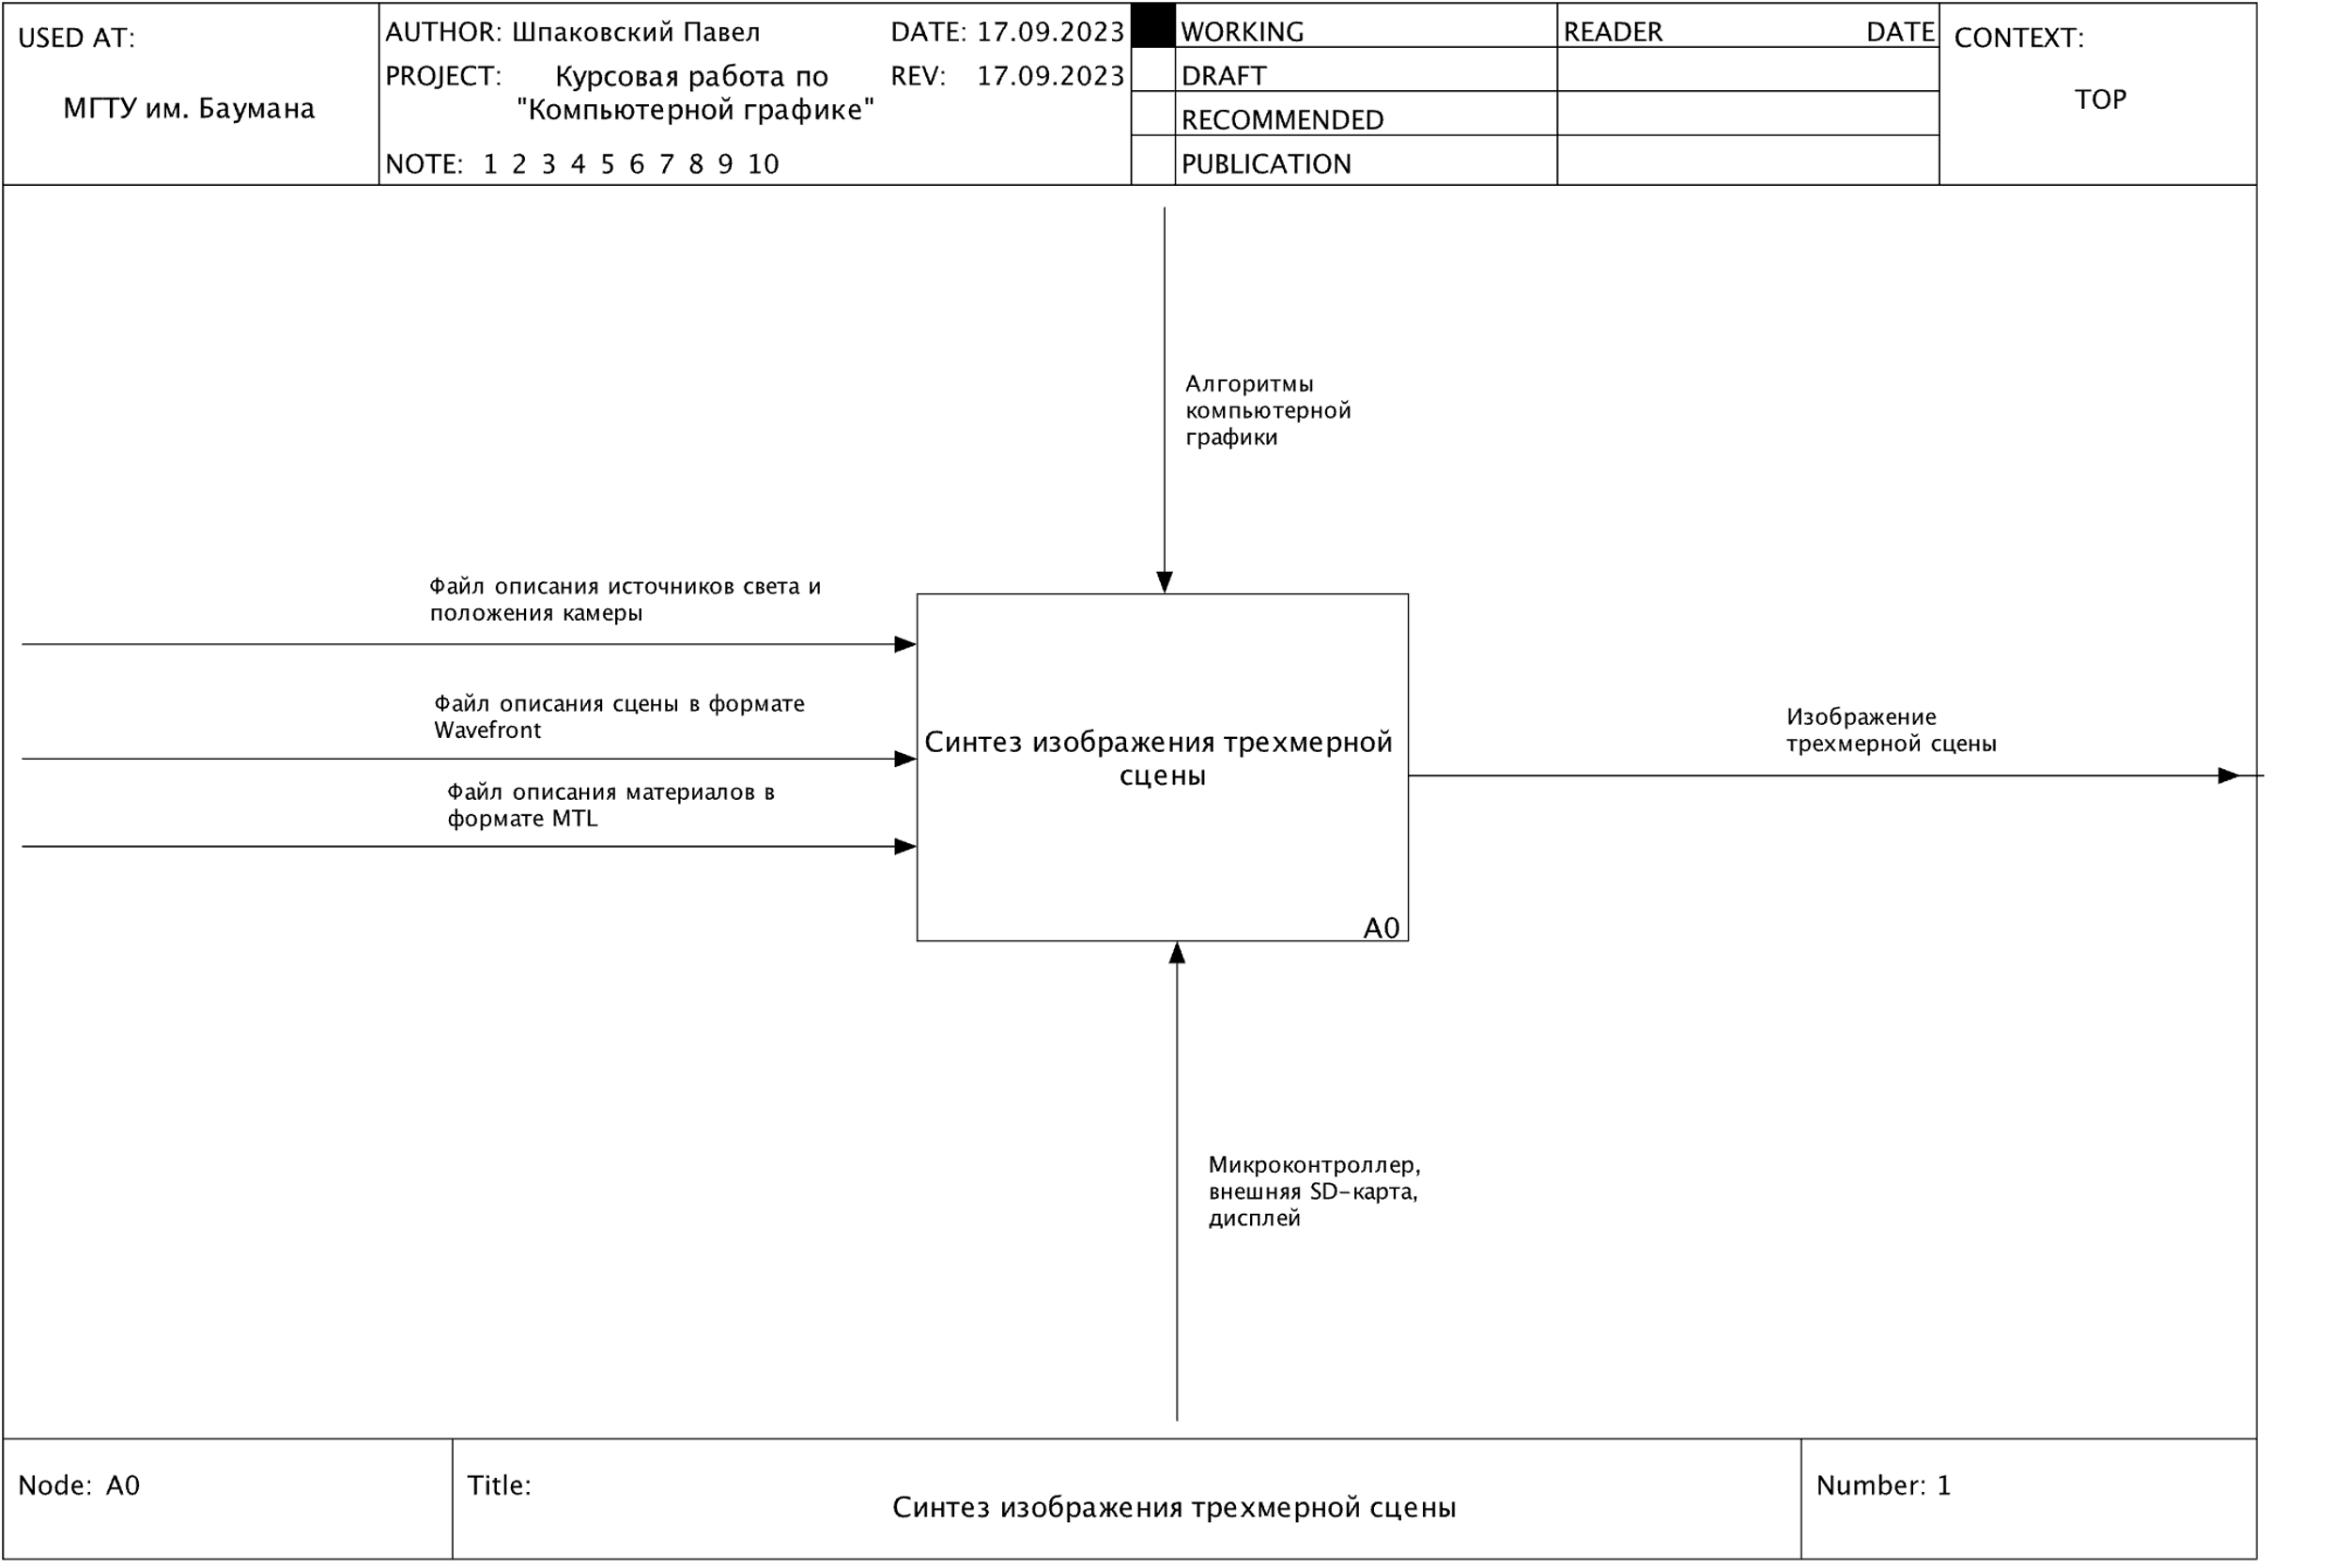 USED AT:
МГТУ им. Баумана
AUTHOR: Шпаковский Павел
DATE: 17.09.2023
PROJECT: Курсовая работа по
"Компьютерной графике"
REV: 17.09.2023
NOTE: 1 2 3 4 5 6 7 8 9 10
WORKING
DRAFT
RECOMMENDED
PUBLICATION
READER DATE
CONTEXT:
TOP
Алгоритмы
компьютерной
графики
Файл описания источников света и
положения камеры
Файл описания сцены в формате
Wavefront
Файл описания материалов в
формате MTL
Синтез изображения трехмерной
сцены
A0
Изображение
трехмерной сцены
Микроконтроллер,
внешняя SD-карта,
дисплей
Node: A0
Title:
Синтез изображения трехмерной сцены
Number: 1